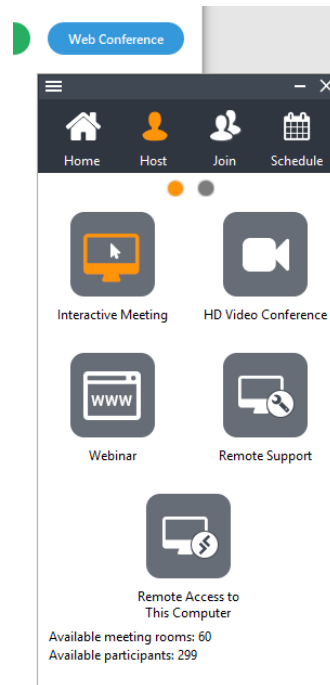 Web Conference
Home Host Join Schedule
Interactive Meeting HD Video Conference
www
Webinar Remote Support
Remote Access to
This Computer
Available meeting rooms: 60
Available participants: 299